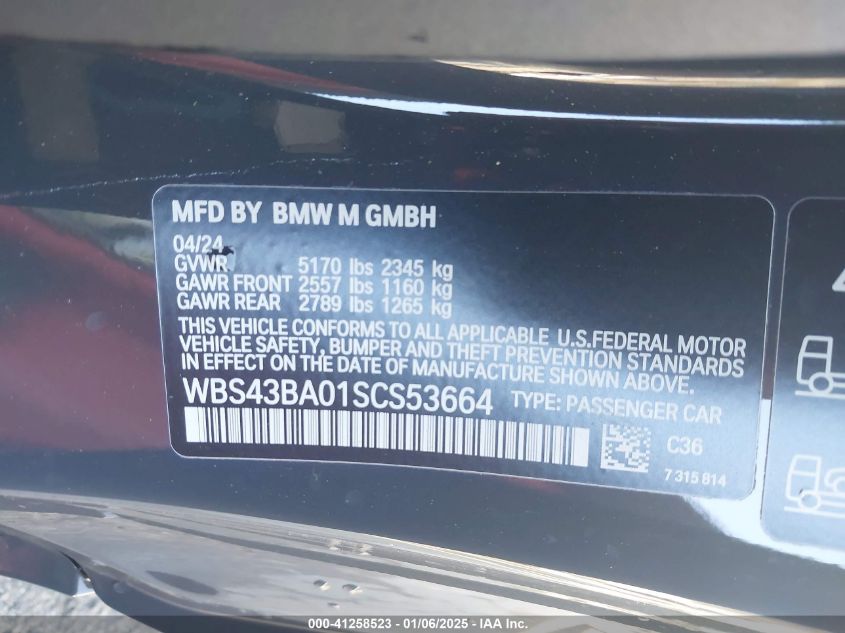 MFD BY BMW M GMBH
04/24
GVWR 5170 lbs 2345 kg
GAWR FRONT 2557 lbs 1160 kg
GAWR REAR 2789 lbs 1265 kg
THIS VEHICLE CONFORMS TO ALL APPLICABLE U.S.FEDERAL MOTOR
VEHICLE SAFETY, BUMPER AND THEFT PREVENTION STANDARDS
IN EFFECT ON THE DATE OF MANUFACTURE SHOWN ABOVE.
WBS43BA01SCS53664 TYPE: PASSENGER CAR
C36
7 315 814
000-41258523 - 01/06/2025 - IAAI.com